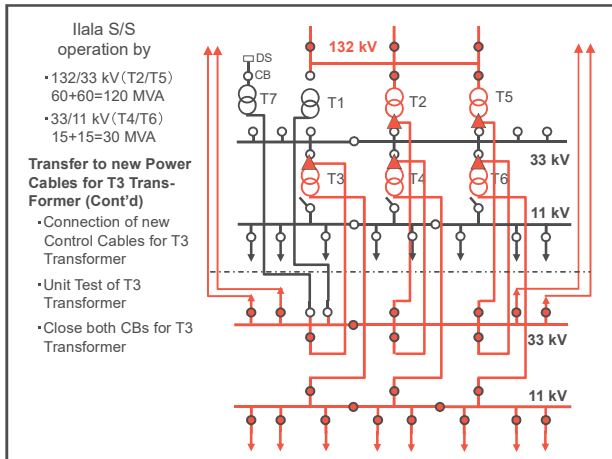 Ilala S/S
operation by
・132/33 kV（T2/T5）
60+60=120 MVA
・33/11 kV（T4/T6）
15+15=30 MVA
Transfer to new Power
Cables for T3 Trans-
Former (Cont'd)
・Connection of new
Control Cables for T3
Transformer
・Unit Test of T3
Transformer
・Close both CBs for T3
Transformer
132 kV
DS
CB
T7
T1
T2
T5
33 kV
T3
T4
T6
11 kV
33 kV
11 kV